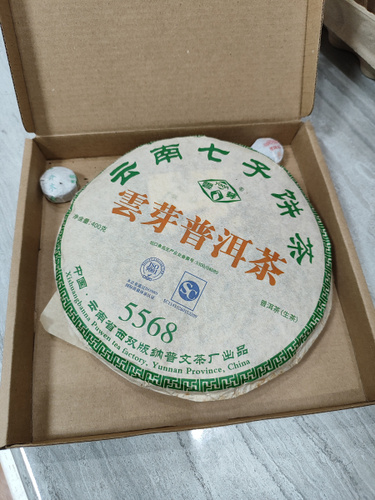 云南七子饼茶
雲芽普洱茶
净含量:400克
普洱茶(生茶)
5568
中國·云南省西双版纳普文茶厂出品
Xishuangbanna Puwen tea factory, Yunnan Province, China